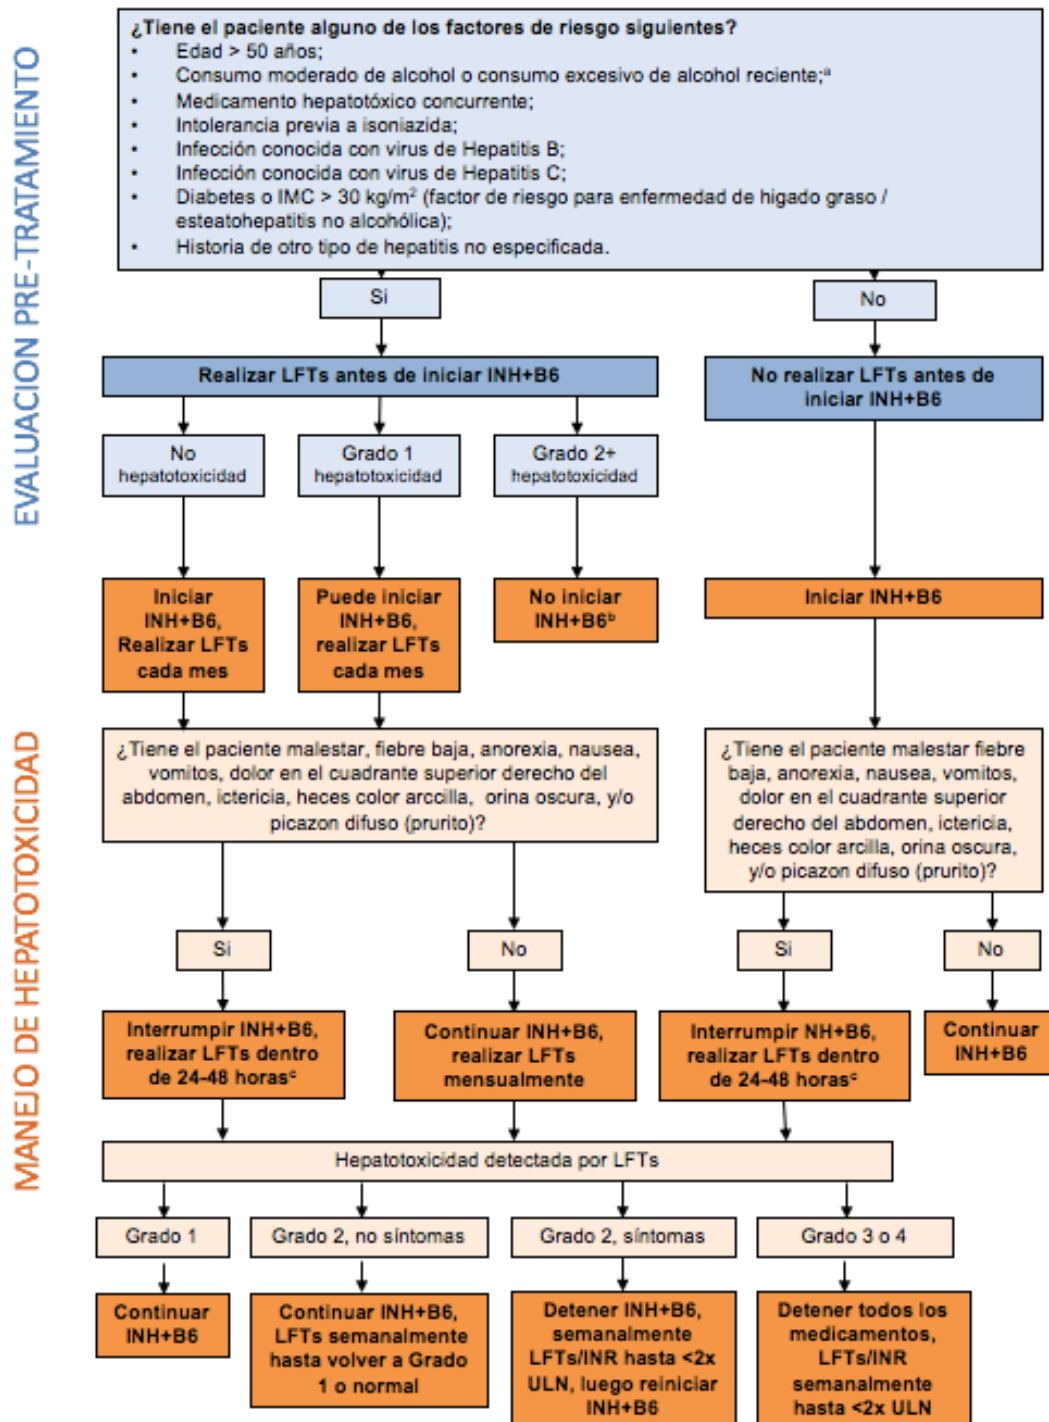 EVALUACION PRE-TRATAMIENTO
¿Tiene el paciente alguno de los factores de riesgo siguientes?
• Edad > 50 años;
• Consumo moderado de alcohol o consumo excesivo de alcohol reciente;ᵃ
• Medicamento hepatotóxico concurrente;
• Intolerancia previa a isoniazida;
• Infección conocida con virus de Hepatitis B;
• Infección conocida con virus de Hepatitis C;
• Diabetes o IMC > 30 kg/m² (factor de riesgo para enfermedad de higado graso /
esteatohepatitis no alcohólica);
• Historia de otro tipo de hepatitis no especificada.
Si
No
Realizar LFTs antes de iniciar INH+B6
No realizar LFTs antes de
iniciar INH+B6
No
hepatotoxicidad
Grado 1
hepatotoxicidad
Grado 2+
hepatotoxicidad
Iniciar
INH+B6,
Realizar LFTs
cada mes
Puede iniciar
INH+B6,
realizar LFTs
cada mes
No iniciar
INH+B6ᵇ
Iniciar INH+B6
MANEJO DE HEPATOTOXICIDAD
¿Tiene el paciente malestar, fiebre baja, anorexia, nausea,
vomitos, dolor en el cuadrante superior derecho del
abdomen, ictericia, heces color arccilla, orina oscura, y/o
picazon difuso (prurito)?
¿Tiene el paciente malestar fiebre
baja, anorexia, nausea, vomitos,
dolor en el cuadrante superior
derecho del abdomen, ictericia,
heces color arcilla, orina oscura,
y/o picazon difuso (prurito)?
Si
No
Si
No
Interrumpir INH+B6,
realizar LFTs dentro
de 24-48 horasᶜ
Continuar INH+B6,
realizar LFTs
mensualmente
Interrumpir NH+B6,
realizar LFTs dentro
de 24-48 horasᶜ
Continuar
INH+B6
Hepatotoxicidad detectada por LFTs
Grado 1
Grado 2, no síntomas
Grado 2, síntomas
Grado 3 o 4
Continuar
INH+B6
Continuar INH+B6,
LFTs semanalmente
hasta volver a Grado
1 o normal
Detener INH+B6,
semanalmente
LFTs/INR hasta <2x
ULN, luego reiniciar
INH+B6
Detener todos los
medicamentos,
LFTs/INR
semanalmente
hasta <2x ULN